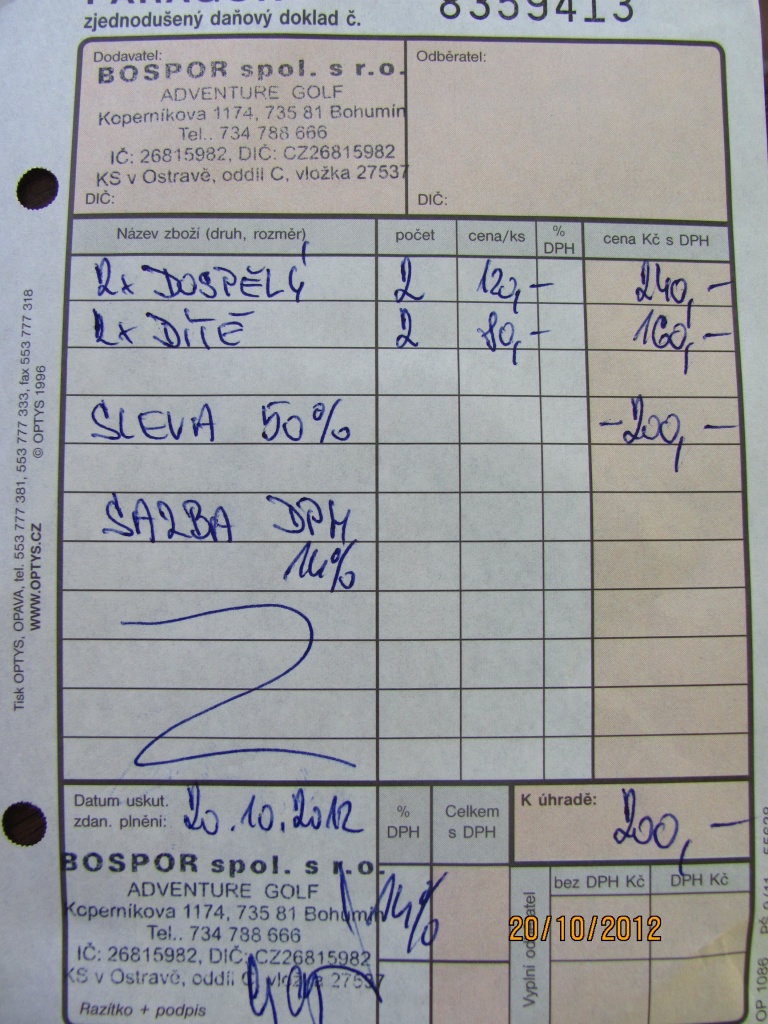 zjednodušený daňový doklad č. 8359413
Dodavatel:
BOSPOR spol. s r.o.
ADVENTURE GOLF
Koperníkova 1174, 735 81 Bohumín
Tel.. 734 788 666
IČ: 26815982, DIČ: CZ26815982
KS v Ostravě, oddíl C, vložka 27537
DIČ:
Odběratel:
DIČ:
Název zboží (druh, rozměr) počet cena/ks % DPH cena Kč s DPH
2x DOSPĚLÝ 2 120,- 240,-
2x DÍTĚ 2 80,- 160,-
SLEVA 50% -200,-
SAZBA DPH
14%
Datum uskut.
zdan. plnění: 20.10.2012
% DPH
Celkem s DPH
K úhradě: 200,-
BOSPOR spol. s r.o.
ADVENTURE GOLF
Koperníkova 1174, 735 81 Bohumín
Tel.. 734 788 666
IČ: 26815982, DIČ: CZ26815982
KS v Ostravě, oddíl C, vložka 27537
Razítko + podpis
14%
Vyplní odběratel
bez DPH Kč DPH Kč
20/10/2012
Tisk OPTYS, OPAVA, tel. 553 777 381, 553 777 333, fax 553 777 318
WWW.OPTYS.CZ © OPTYS 1996
OP 1086